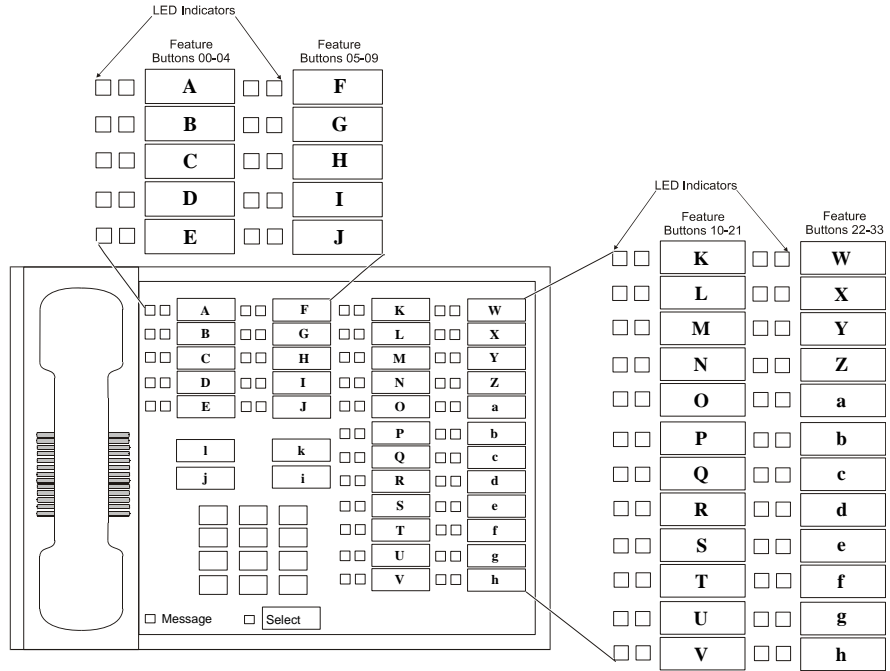 LED Indicators
Feature Buttons 00-04
Feature Buttons 05-09
A F
B G
C H
D I
E J
LED Indicators
Feature Buttons 10-21
Feature Buttons 22-33
K W
L X
M Y
N Z
O a
P b
Q c
R d
S e
T f
U g
V h
A F K W
B G L X
C H M Y
D I N Z
E J O a
P b
l k Q c
j i R d
S e
T f
U g
V h
Message Select